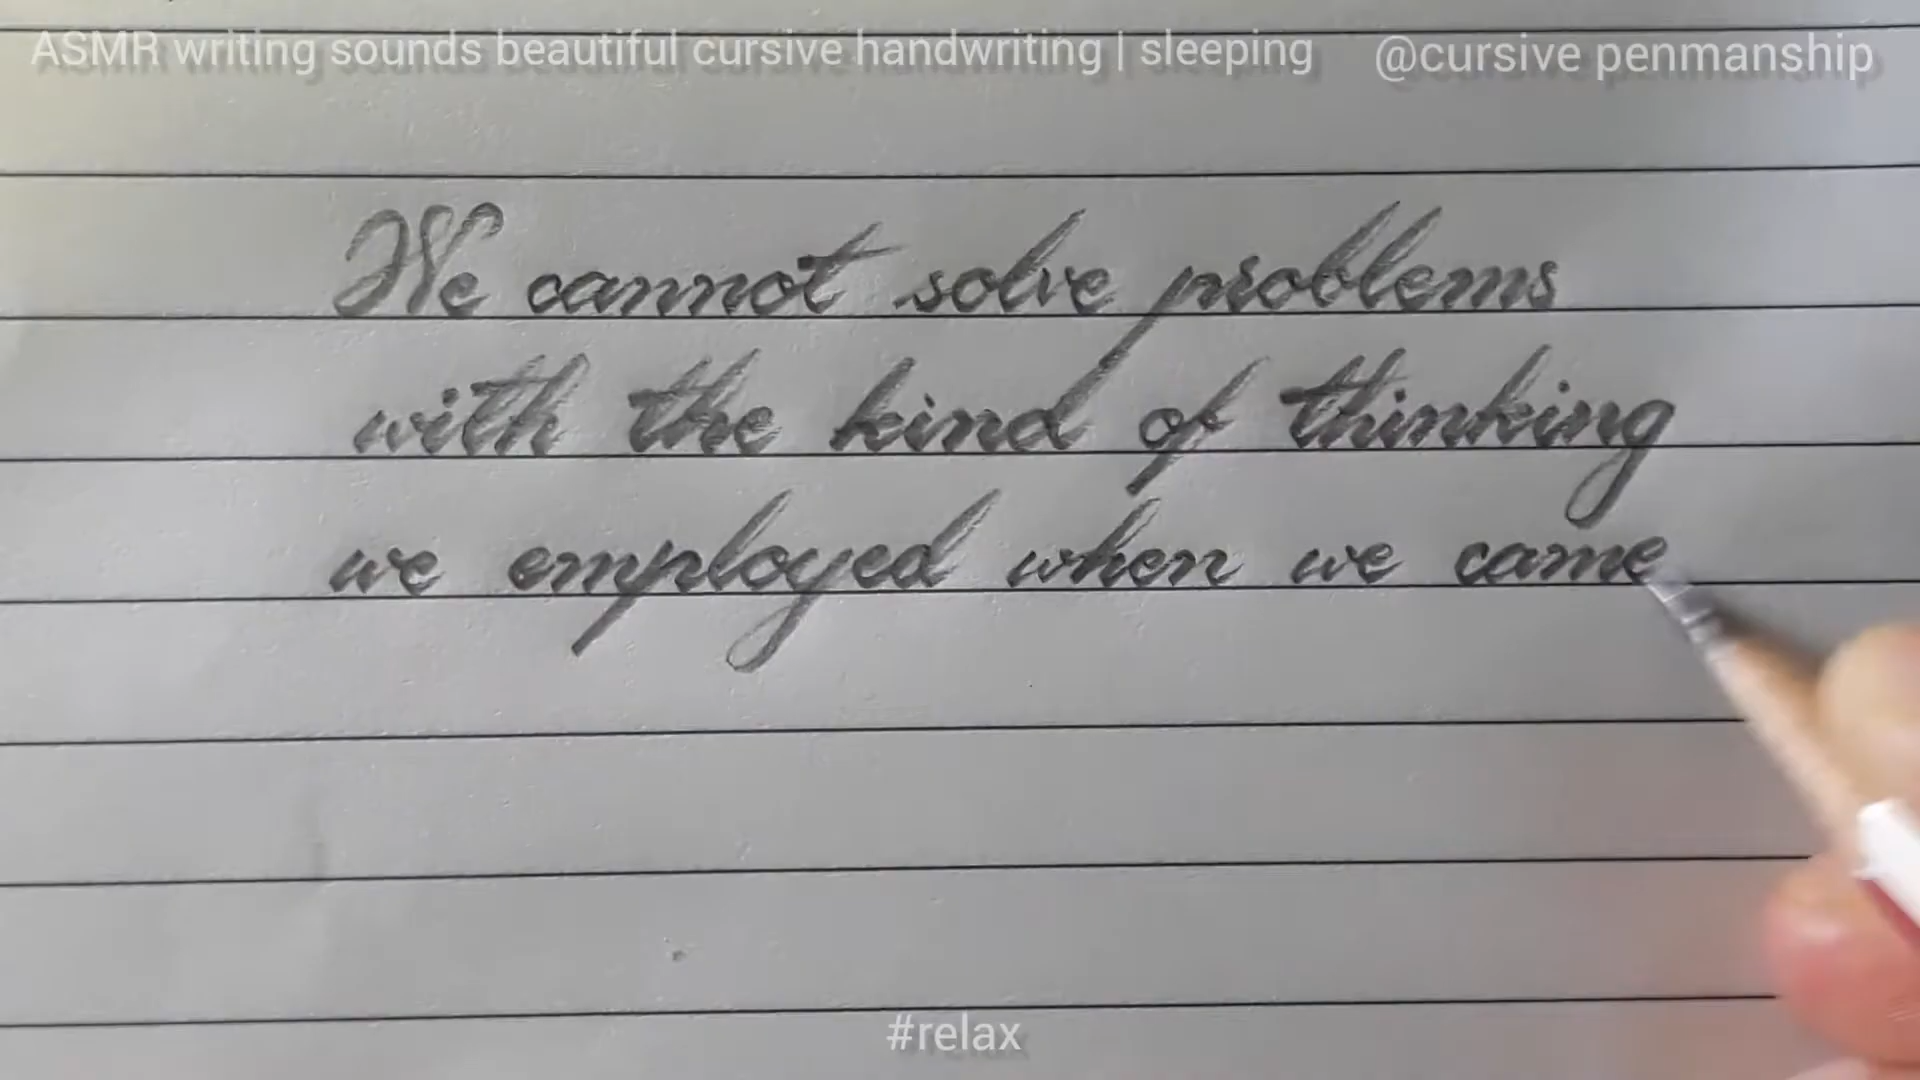 ASMR writing sounds beautiful cursive handwriting | sleeping @cursive penmanship
We cannot solve problems
with the kind of thinking
we employed when we came
#relax